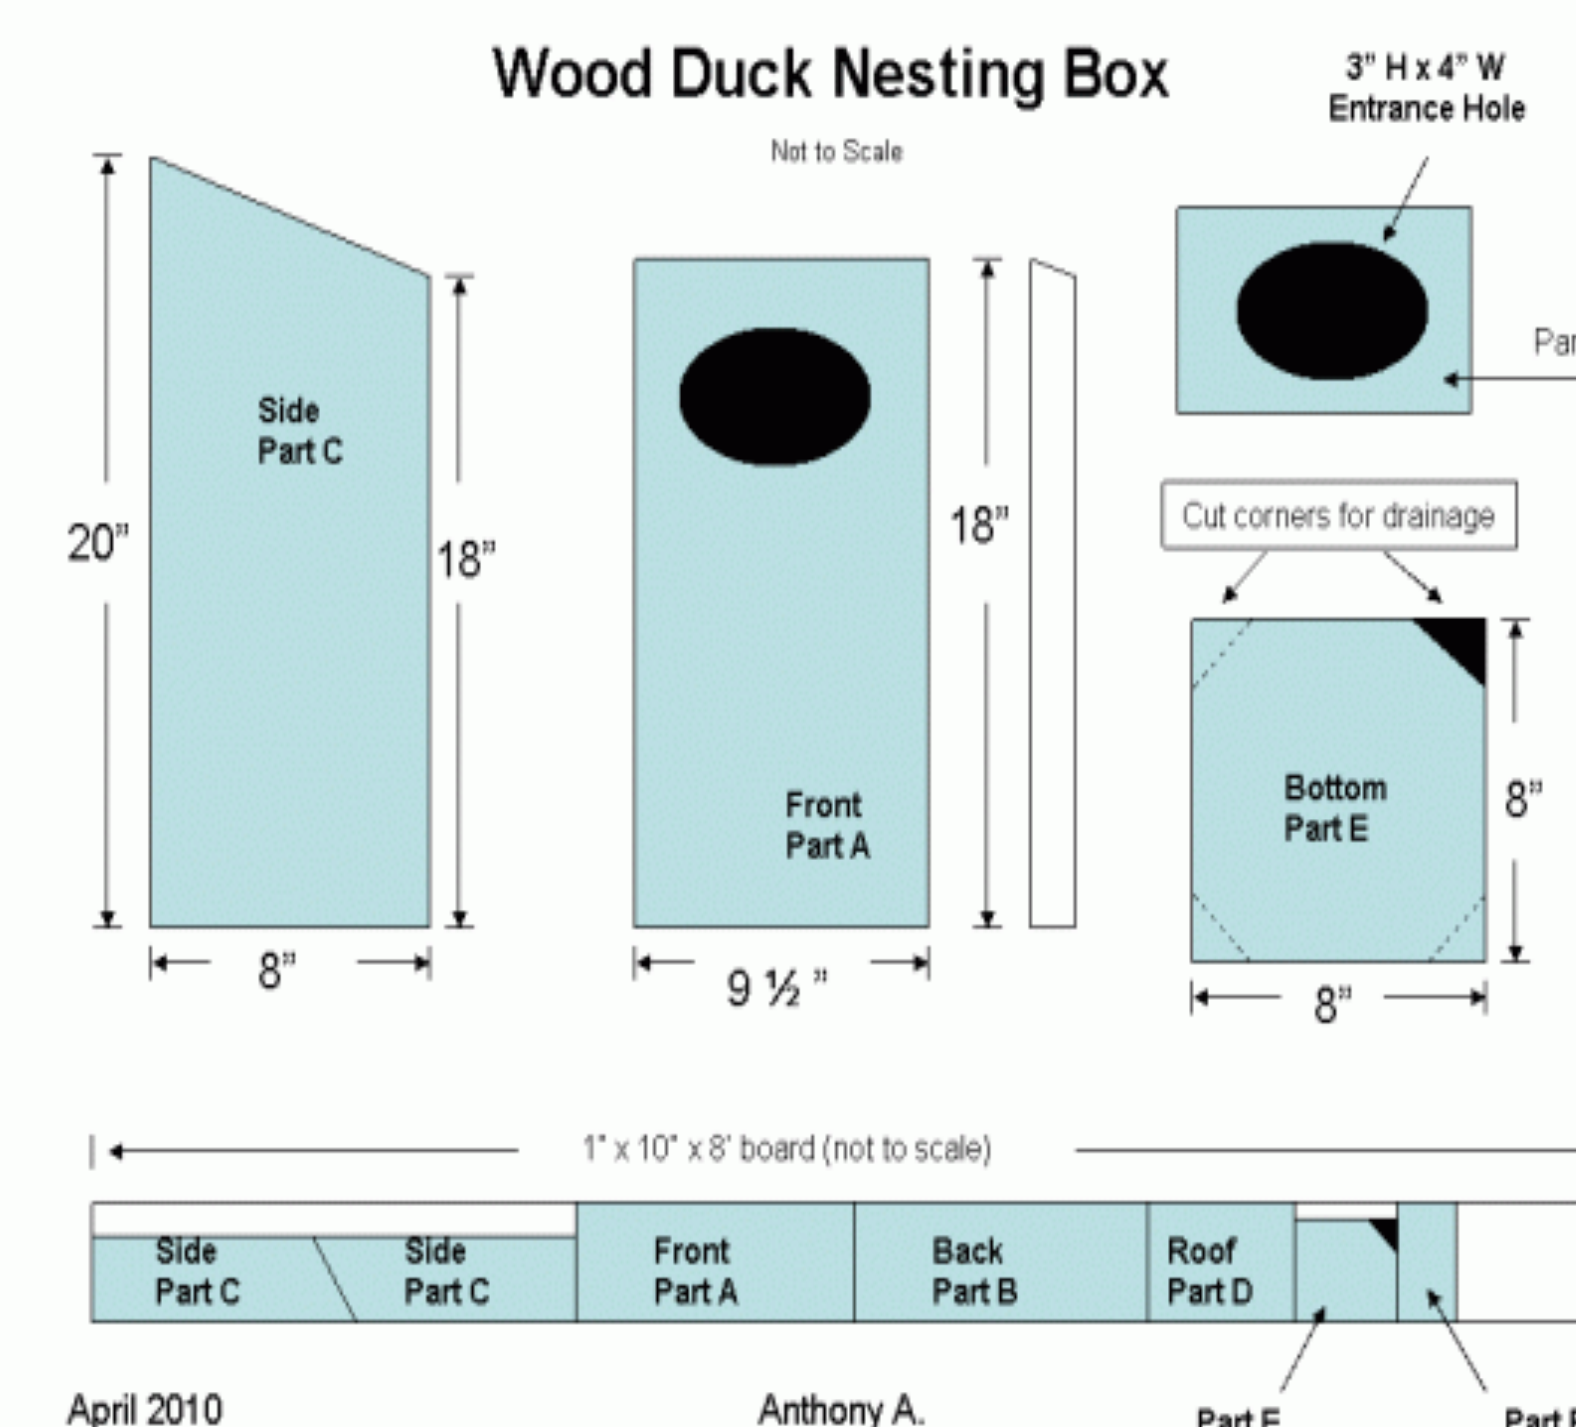 Wood Duck Nesting Box
3” H x 4” W
Entrance Hole
Not to Scale
Side
Part C
20”
18”
8”
Front
Part A
18”
9 ½ ”
Cut corners for drainage
Bottom
Part E
8”
8”
1" x 10" x 8' board (not to scale)
Side
Part C
Side
Part C
Front
Part A
Back
Part B
Roof
Part D
Part E
Part
April 2010
Anthony A.